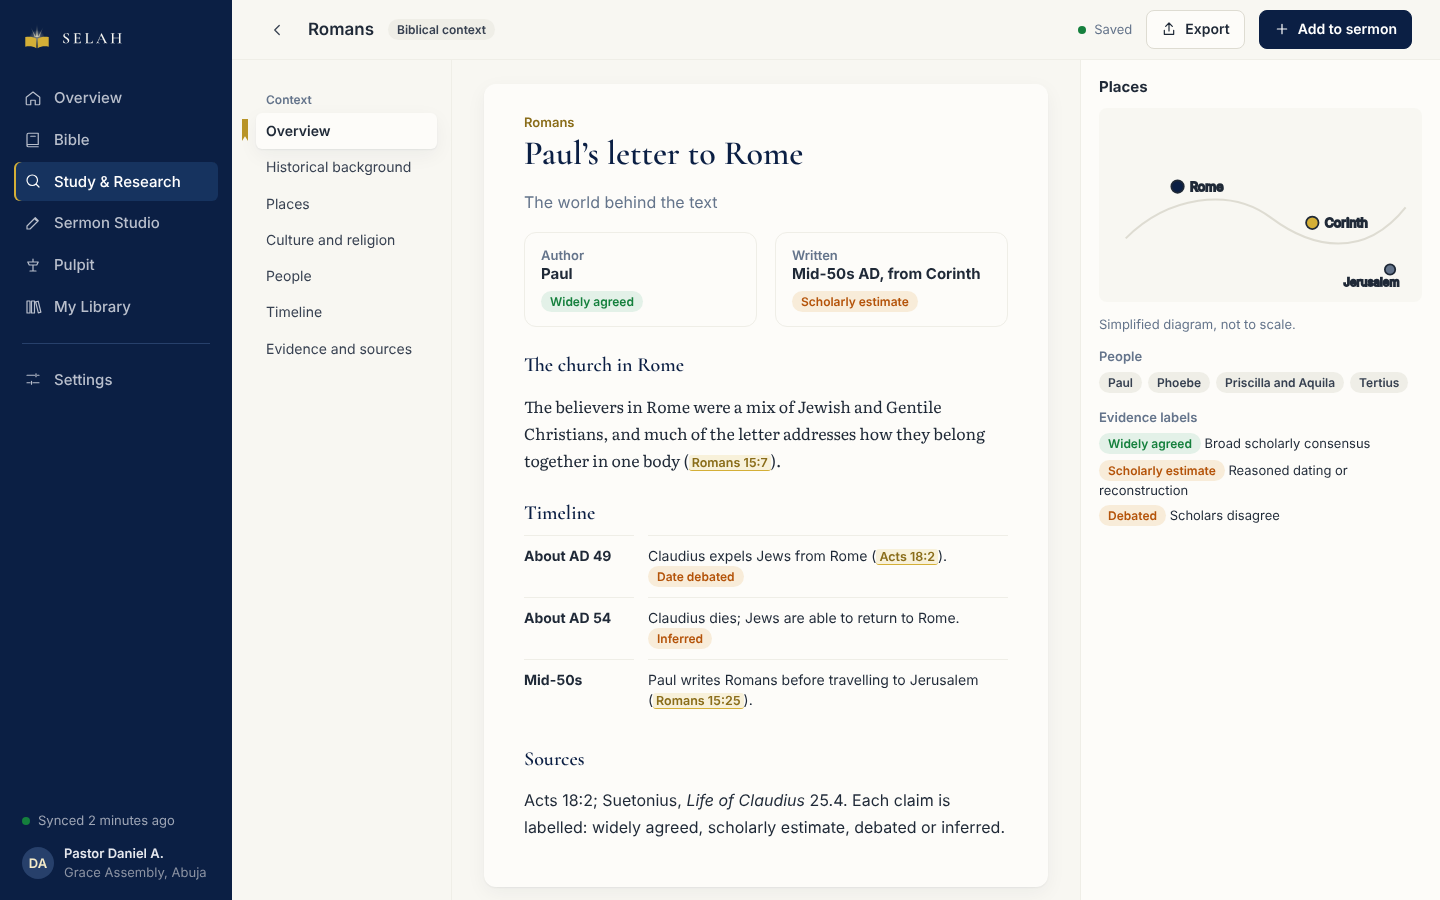 SELAH
Overview
Bible
Study & Research
Sermon Studio
Pulpit
My Library
Settings
Synced 2 minutes ago
DA
Pastor Daniel A.
Grace Assembly, Abuja
Romans
Biblical context
Saved
Export
Add to sermon
Context
Overview
Historical background
Places
Culture and religion
People
Timeline
Evidence and sources
Romans
Paul’s letter to Rome
The world behind the text
Author
Paul
Widely agreed
Written
Mid-50s AD, from Corinth
Scholarly estimate
The church in Rome
The believers in Rome were a mix of Jewish and Gentile
Christians, and much of the letter addresses how they belong
together in one body (Romans 15:7).
Timeline
About AD 49
Claudius expels Jews from Rome (Acts 18:2).
Date debated
About AD 54
Claudius dies; Jews are able to return to Rome.
Inferred
Mid-50s
Paul writes Romans before travelling to Jerusalem
(Romans 15:25).
Sources
Acts 18:2; Suetonius, Life of Claudius 25.4. Each claim is
labelled: widely agreed, scholarly estimate, debated or inferred.
Places
Rome
Corinth
Jerusalem
Simplified diagram, not to scale.
People
Paul
Phoebe
Priscilla and Aquila
Tertius
Evidence labels
Widely agreed Broad scholarly consensus
Scholarly estimate Reasoned dating or
reconstruction
Debated Scholars disagree